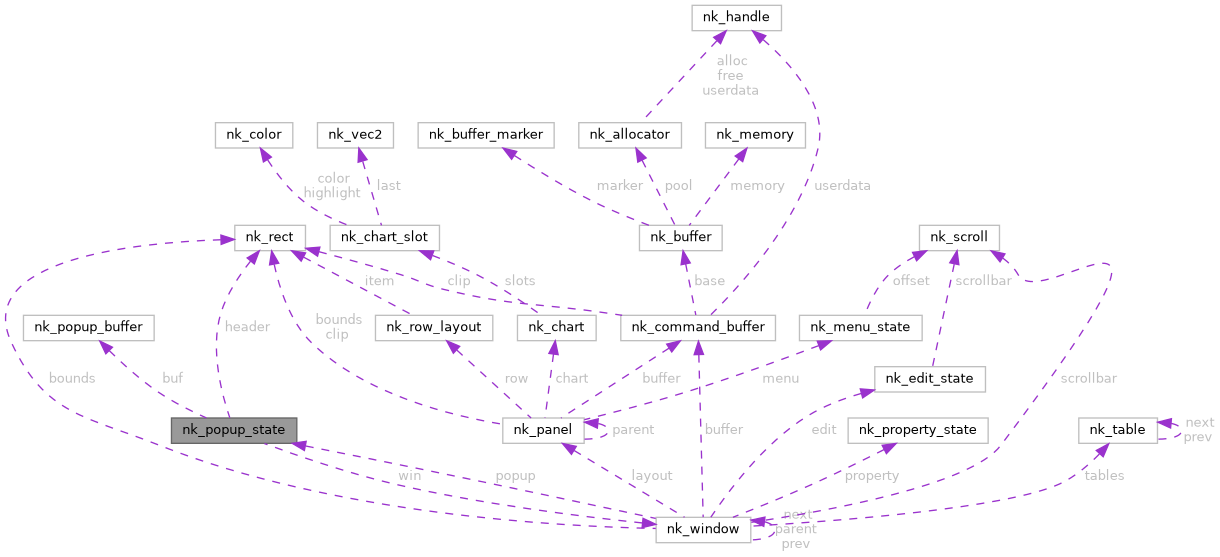 nk_handle
alloc
free
userdata
nk_color
nk_vec2
nk_buffer_marker
nk_allocator
nk_memory
color
highlight
last
marker
pool
memory
userdata
nk_rect
nk_chart_slot
nk_buffer
nk_scroll
item
clip
slots
base
offset
scrollbar
nk_popup_buffer
header
bounds
clip
nk_row_layout
nk_chart
nk_command_buffer
nk_menu_state
bounds
buf
row
chart
buffer
menu
nk_edit_state
scrollbar
nk_popup_state
nk_panel
parent
buffer
edit
nk_property_state
nk_table
next
prev
win
popup
layout
property
tables
nk_window
next
parent
prev